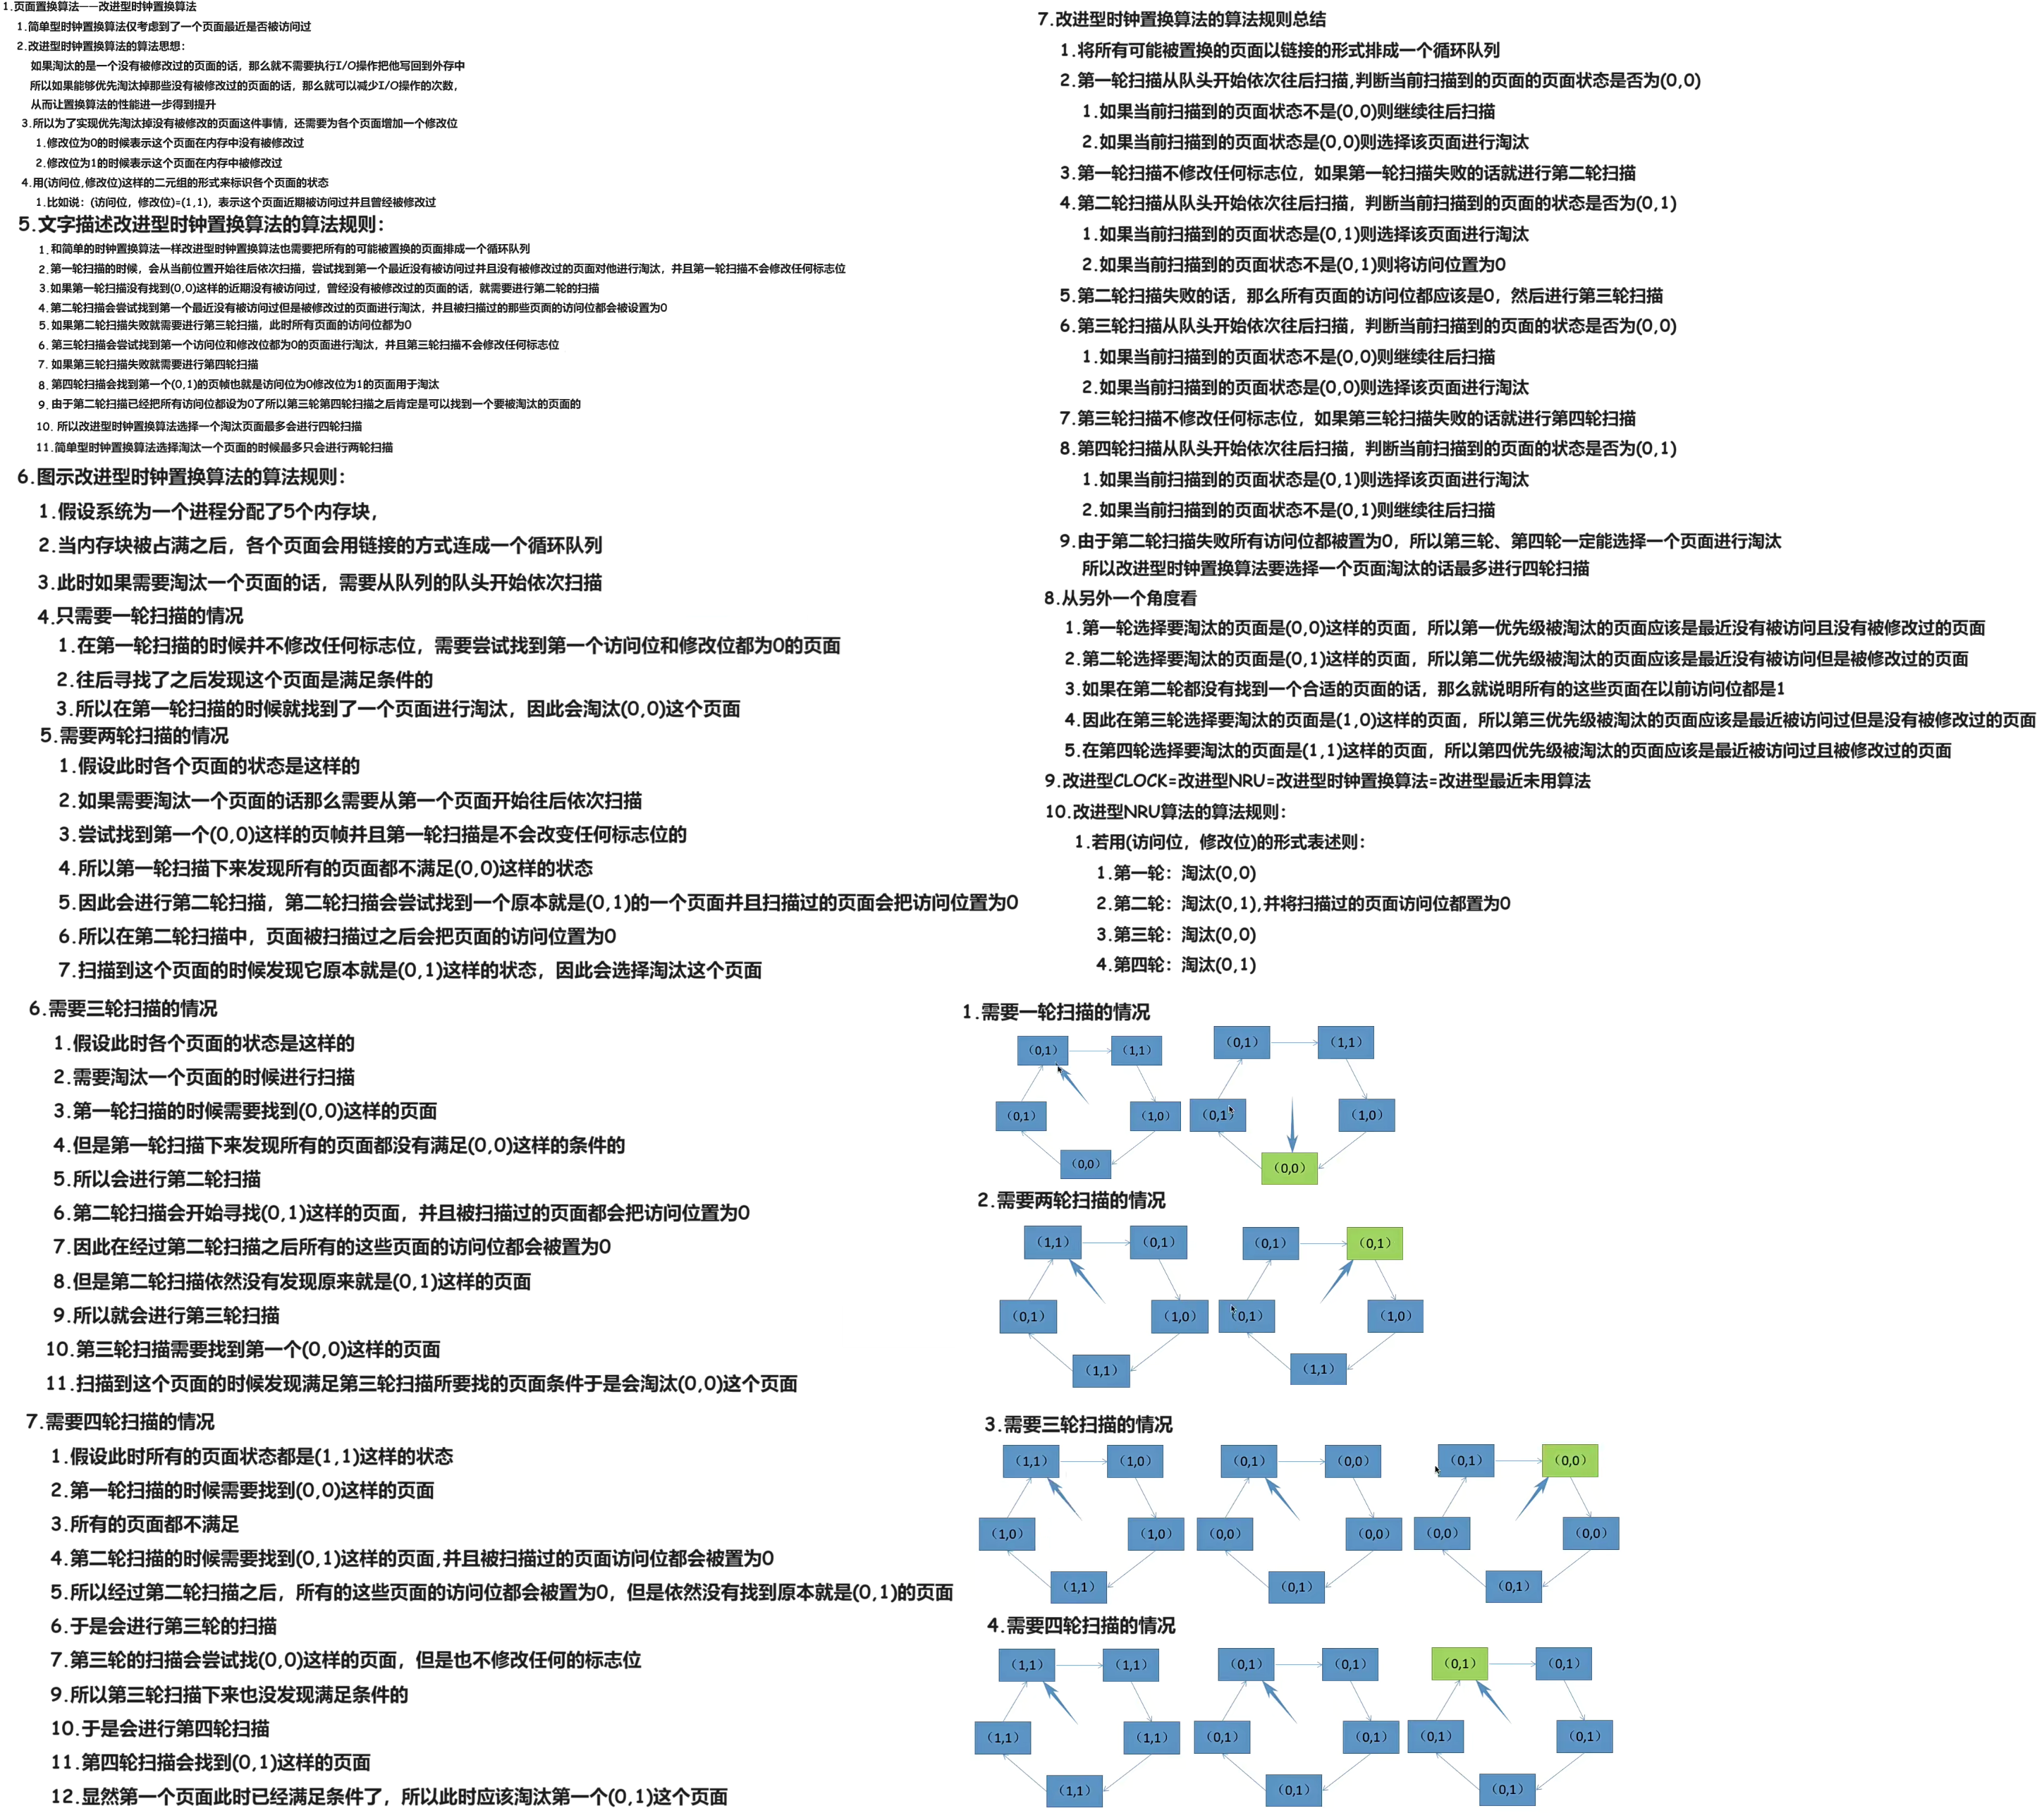 1.页面置换算法——改进型时钟置换算法
1.简单型时钟置换算法仅考虑到了一个页面最近是否被访问过
2.改进型时钟置换算法的算法思想：
如果淘汰的是一个没有被修改过的页面的话，那么就不需要执行I/O操作把他写回到外存中
所以如果能够优先淘汰掉那些没有被修改过的页面的话，那么就可以减少I/O操作的次数，
从而让置换算法的性能进一步得到提升
3.所以为了实现优先淘汰掉没有被修改的页面这件事情，还需要为各个页面增加一个修改位
1.修改位为0的时候表示这个页面在内存中没有被修改过
2.修改位为1的时候表示这个页面在内存中被修改过
4.用(访问位,修改位)这样的二元组的形式来标识各个页面的状态
1.比如说：(访问位，修改位)=(1,1)，表示这个页面近期被访问过并且曾经被修改过
5.文字描述改进型时钟置换算法的算法规则：
1.和简单的时钟置换算法一样改进型时钟置换算法也需要把所有的可能被置换的页面排成一个循环队列
2.第一轮扫描的时候，会从当前位置开始往后依次扫描，尝试找到第一个最近没有被访问过并且没有被修改过的页面对他进行淘汰，并且第一轮扫描不会修改任何标志位
3.如果第一轮扫描没有找到(0,0)这样的近期没有被访问过，曾经没有被修改过的页面的话，就需要进行第二轮的扫描
4.第二轮扫描会尝试找到第一个最近没有被访问过但是被修改过的页面进行淘汰，并且被扫描过的那些页面的访问位都会被设置为0
5.如果第二轮扫描失败就需要进行第三轮扫描，此时所有页面的访问位都为0
6.第三轮扫描会尝试找到第一个访问位和修改位都为0的页面进行淘汰，并且第三轮扫描不会修改任何标志位
7.如果第三轮扫描失败就需要进行第四轮扫描
8.第四轮扫描会找到第一个(0,1)的页帧也就是访问位为0修改位为1的页面用于淘汰
9.由于第二轮扫描已经把所有访问位都设为0了所以第三轮第四轮扫描之后肯定是可以找到一个要被淘汰的页面的
10.所以改进型时钟置换算法选择一个淘汰页面最多会进行四轮扫描
11.简单型时钟置换算法选择淘汰一个页面的时候最多只会进行两轮扫描
6.图示改进型时钟置换算法的算法规则：
1.假设系统为一个进程分配了5个内存块，
2.当内存块被占满之后，各个页面会用链接的方式连成一个循环队列
3.此时如果需要淘汰一个页面的话，需要从队列的队头开始依次扫描
4.只需要一轮扫描的情况
1.在第一轮扫描的时候并不修改任何标志位，需要尝试找到第一个访问位和修改位都为0的页面
2.往后寻找了之后发现这个页面是满足条件的
3.所以在第一轮扫描的时候就找到了一个页面进行淘汰，因此会淘汰(0,0)这个页面
5.需要两轮扫描的情况
1.假设此时各个页面的状态是这样的
2.如果需要淘汰一个页面的话那么需要从第一个页面开始往后依次扫描
3.尝试找到第一个(0,0)这样的页帧并且第一轮扫描是不会改变任何标志位的
4.所以第一轮扫描下来发现所有的页面都不满足(0,0)这样的状态
5.因此会进行第二轮扫描，第二轮扫描会尝试找到一个原本就是(0,1)的一个页面并且扫描过的页面会把访问位置为0
6.所以在第二轮扫描中，页面被扫描过之后会把页面的访问位置为0
7.扫描到这个页面的时候发现它原本就是(0,1)这样的状态，因此会选择淘汰这个页面
6.需要三轮扫描的情况
1.假设此时各个页面的状态是这样的
2.需要淘汰一个页面的时候进行扫描
3.第一轮扫描的时候需要找到(0,0)这样的页面
4.但是第一轮扫描下来发现所有的页面都没有满足(0,0)这样的条件的
5.所以会进行第二轮扫描
6.第二轮扫描会开始寻找(0,1)这样的页面，并且被扫描过的页面都会把访问位置为0
7.因此在经过第二轮扫描之后所有的这些页面的访问位都会被置为0
8.但是第二轮扫描依然没有发现原来就是(0,1)这样的页面
9.所以就会进行第三轮扫描
10.第三轮扫描需要找到第一个(0,0)这样的页面
11.扫描到这个页面的时候发现满足第三轮扫描所要找的页面条件于是会淘汰(0,0)这个页面
7.需要四轮扫描的情况
1.假设此时所有的页面状态都是(1,1)这样的状态
2.第一轮扫描的时候需要找到(0,0)这样的页面
3.所有的页面都不满足
4.第二轮扫描的时候需要找到(0,1)这样的页面,并且被扫描过的页面访问位都会被置为0
5.所以经过第二轮扫描之后，所有的这些页面的访问位都会被置为0，但是依然没有找到原本就是(0,1)的页面
6.于是会进行第三轮的扫描
7.第三轮的扫描会尝试找(0,0)这样的页面，但是也不修改任何的标志位
9.所以第三轮扫描下来也没发现满足条件的
10.于是会进行第四轮扫描
11.第四轮扫描会找到(0,1)这样的页面
12.显然第一个页面此时已经满足条件了，所以此时应该淘汰第一个(0,1)这个页面
7.改进型时钟置换算法的算法规则总结
1.将所有可能被置换的页面以链接的形式排成一个循环队列
2.第一轮扫描从队头开始依次往后扫描,判断当前扫描到的页面的页面状态是否为(0,0)
1.如果当前扫描到的页面状态不是(0,0)则继续往后扫描
2.如果当前扫描到的页面状态是(0,0)则选择该页面进行淘汰
3.第一轮扫描不修改任何标志位，如果第一轮扫描失败的话就进行第二轮扫描
4.第二轮扫描从队头开始依次往后扫描，判断当前扫描到的页面的状态是否为(0,1)
1.如果当前扫描到的页面状态是(0,1)则选择该页面进行淘汰
2.如果当前扫描到的页面状态不是(0,1)则将访问位置为0
5.第二轮扫描失败的话，那么所有页面的访问位都应该是0，然后进行第三轮扫描
6.第三轮扫描从队头开始依次往后扫描，判断当前扫描到的页面的状态是否为(0,0)
1.如果当前扫描到的页面状态不是(0,0)则继续往后扫描
2.如果当前扫描到的页面状态是(0,0)则选择该页面进行淘汰
7.第三轮扫描不修改任何标志位，如果第三轮扫描失败的话就进行第四轮扫描
8.第四轮扫描从队头开始依次往后扫描，判断当前扫描到的页面的状态是否为(0,1)
1.如果当前扫描到的页面状态是(0,1)则选择该页面进行淘汰
2.如果当前扫描到的页面状态不是(0,1)则继续往后扫描
9.由于第二轮扫描失败所有访问位都被置为0，所以第三轮、第四轮一定能选择一个页面进行淘汰
所以改进型时钟置换算法要选择一个页面淘汰的话最多进行四轮扫描
8.从另外一个角度看
1.第一轮选择要淘汰的页面是(0,0)这样的页面，所以第一优先级被淘汰的页面应该是最近没有被访问且没有被修改过的页面
2.第二轮选择要淘汰的页面是(0,1)这样的页面，所以第二优先级被淘汰的页面应该是最近没有被访问但是被修改过的页面
3.如果在第二轮都没有找到一个合适的页面的话，那么就说明所有的这些页面在以前访问位都是1
4.因此在第三轮选择要淘汰的页面是(1,0)这样的页面，所以第三优先级被淘汰的页面应该是最近被访问过但是没有被修改过的页面
5.在第四轮选择要淘汰的页面是(1,1)这样的页面，所以第四优先级被淘汰的页面应该是最近被访问过且被修改过的页面
9.改进型CLOCK=改进型NRU=改进型时钟置换算法=改进型最近未用算法
10.改进型NRU算法的算法规则：
1.若用(访问位，修改位)的形式表述则：
1.第一轮：淘汰(0,0)
2.第二轮：淘汰(0,1),并将扫描过的页面访问位都置为0
3.第三轮：淘汰(0,0)
4.第四轮：淘汰(0,1)
1.需要一轮扫描的情况
（0,1） （1,1） （0,1） （1,1）
（0,1） （1,0） （0,1） （1,0）
（0,0） （0,0）
2.需要两轮扫描的情况
（1,1） （0,1） （0,1） （0,1）
（0,1） （1,0） （0,1） （1,0）
（1,1） （1,1）
3.需要三轮扫描的情况
（1,1） （1,0） （0,1） （0,0） （0,1） （0,0）
（1,0） （1,0） （0,0） （0,0） （0,0） （0,0）
（1,1） （0,1） （0,1）
4.需要四轮扫描的情况
（1,1） （1,1） （0,1） （0,1） （0,1） （0,1）
（1,1） （1,1） （0,1） （0,1） （0,1） （0,1）
（1,1） （0,1） （0,1）